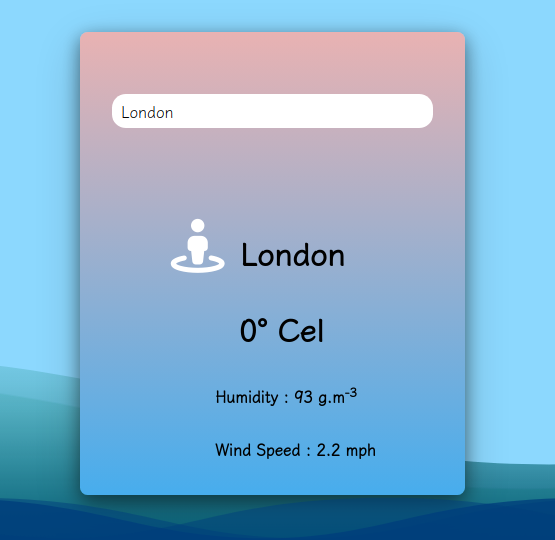 London
London
0° Cel
Humidity : 93 g.m⁻³
Wind Speed : 2.2 mph